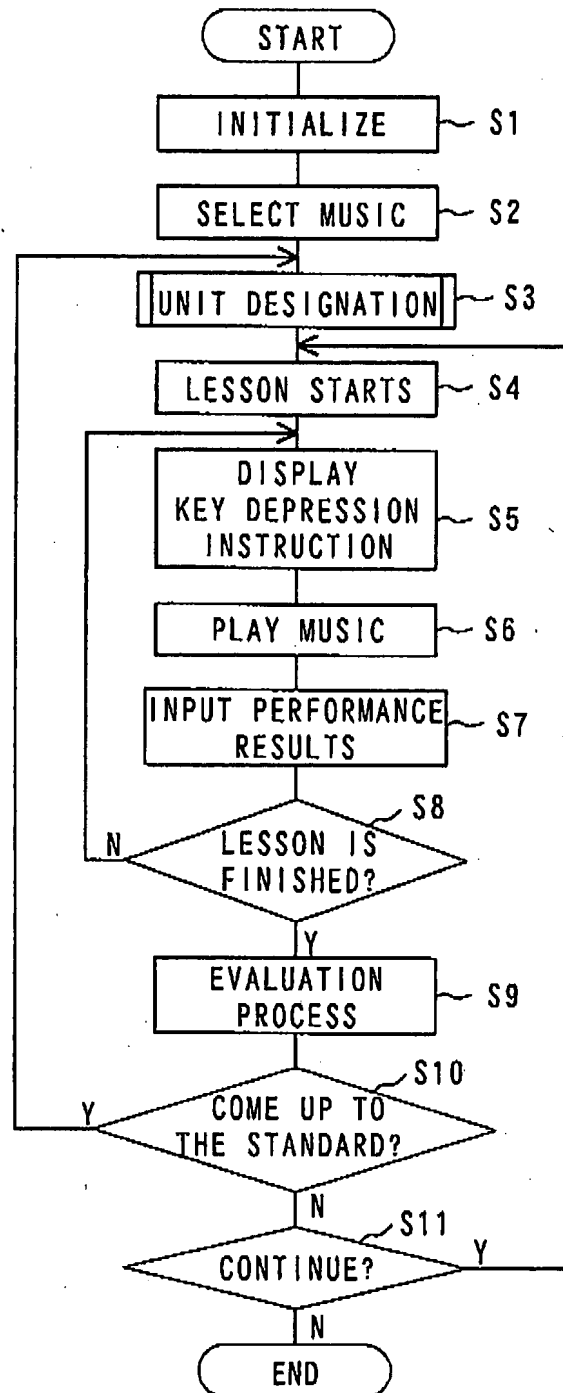 START
INITIALIZE
S1
SELECT MUSIC
S2
UNIT DESIGNATION
S3
LESSON STARTS
S4
DISPLAY
KEY DEPRESSION
INSTRUCTION
S5
PLAY MUSIC
S6
INPUT PERFORMANCE
RESULTS
S7
S8
N
LESSON IS
FINISHED?
Y
EVALUATION
PROCESS
S9
S10
Y
COME UP TO
THE STANDARD?
N
S11
CONTINUE?
Y
N
END